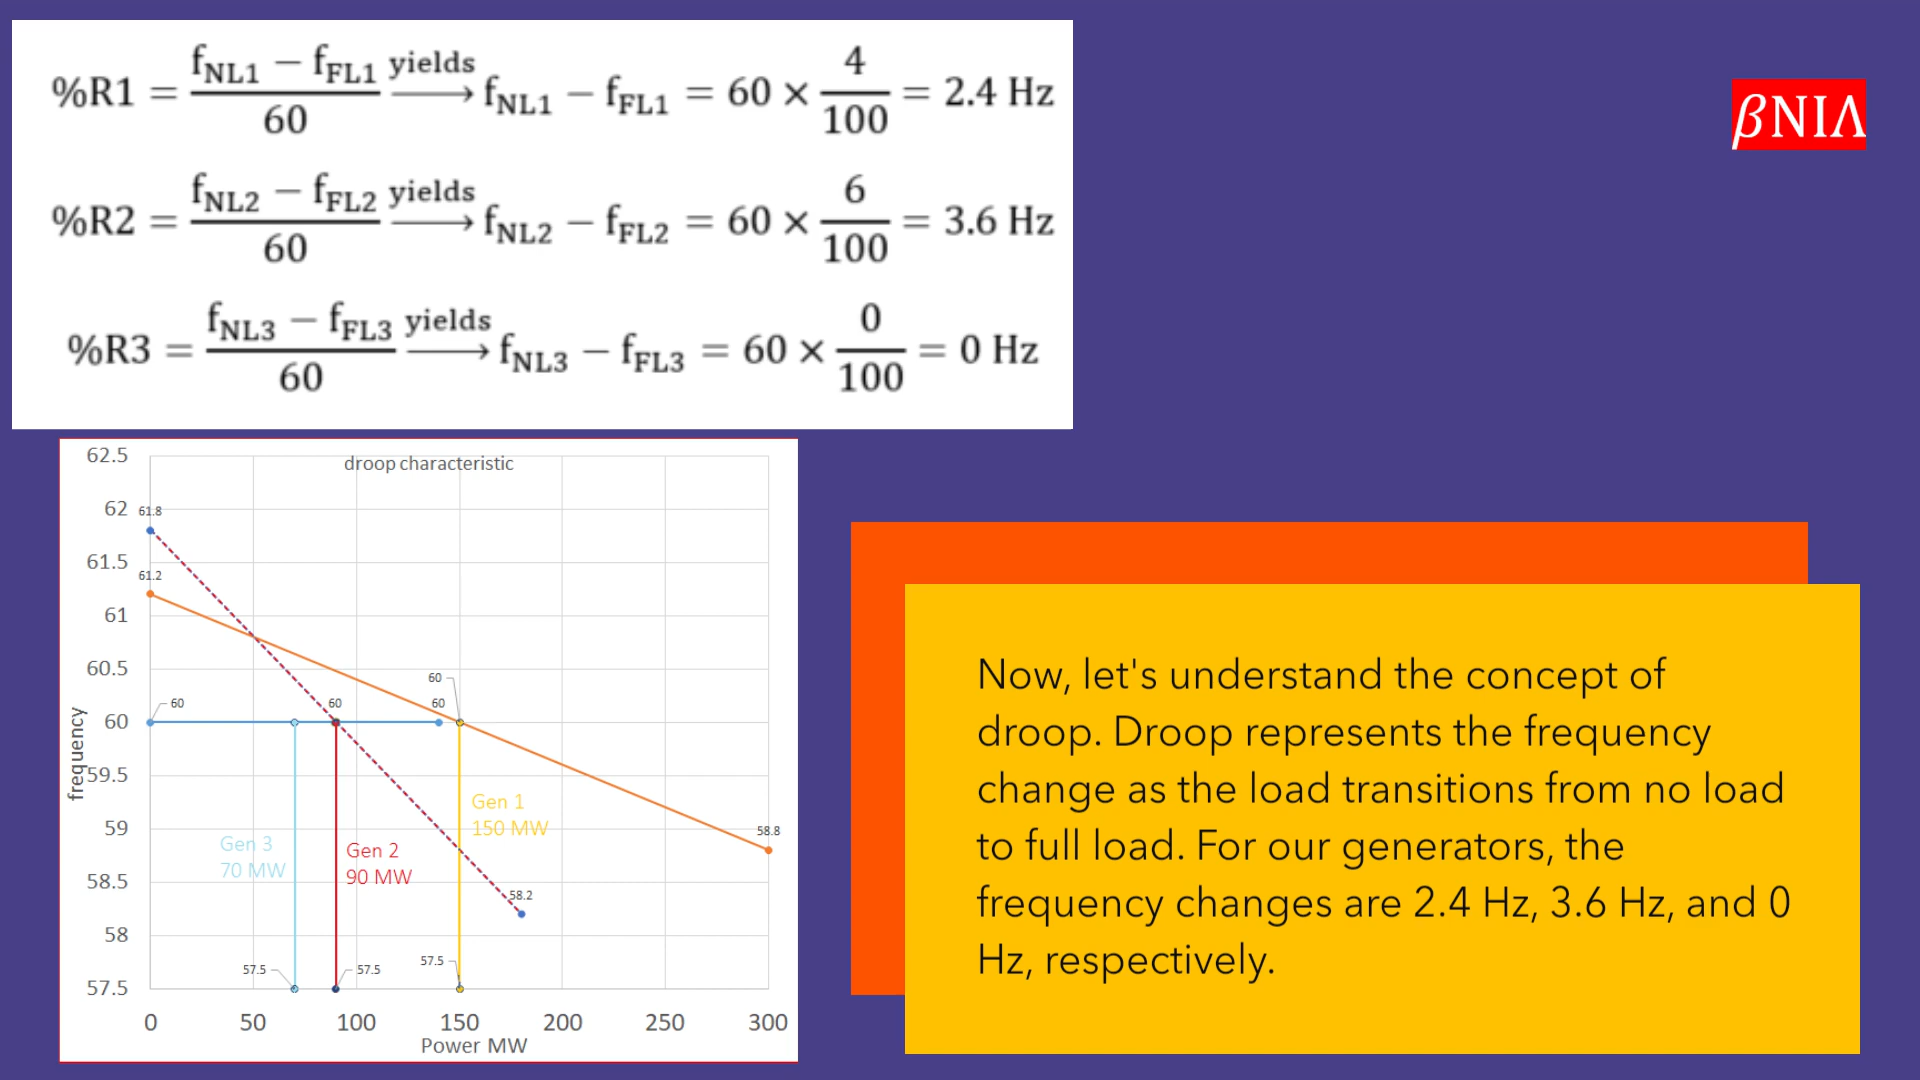 %R1 = (f_NL1 − f_FL1)/60 yields→ f_NL1 − f_FL1 = 60 × 4/100 = 2.4 Hz
%R2 = (f_NL2 − f_FL2)/60 yields→ f_NL2 − f_FL2 = 60 × 6/100 = 3.6 Hz
%R3 = (f_NL3 − f_FL3)/60 yields→ f_NL3 − f_FL3 = 60 × 0/100 = 0 Hz
βNIΛ
droop characteristic
62.5
62
61.5
61
60.5
60
59.5
59
58.5
58
57.5
frequency
61.8
61.2
60
60
60
60
58.8
58.2
57.5
57.5
57.5
Gen 3
70 MW
Gen 2
90 MW
Gen 1
150 MW
0 50 100 150 200 250 300
Power MW
Now, let's understand the concept of
droop. Droop represents the frequency
change as the load transitions from no load
to full load. For our generators, the
frequency changes are 2.4 Hz, 3.6 Hz, and 0
Hz, respectively.